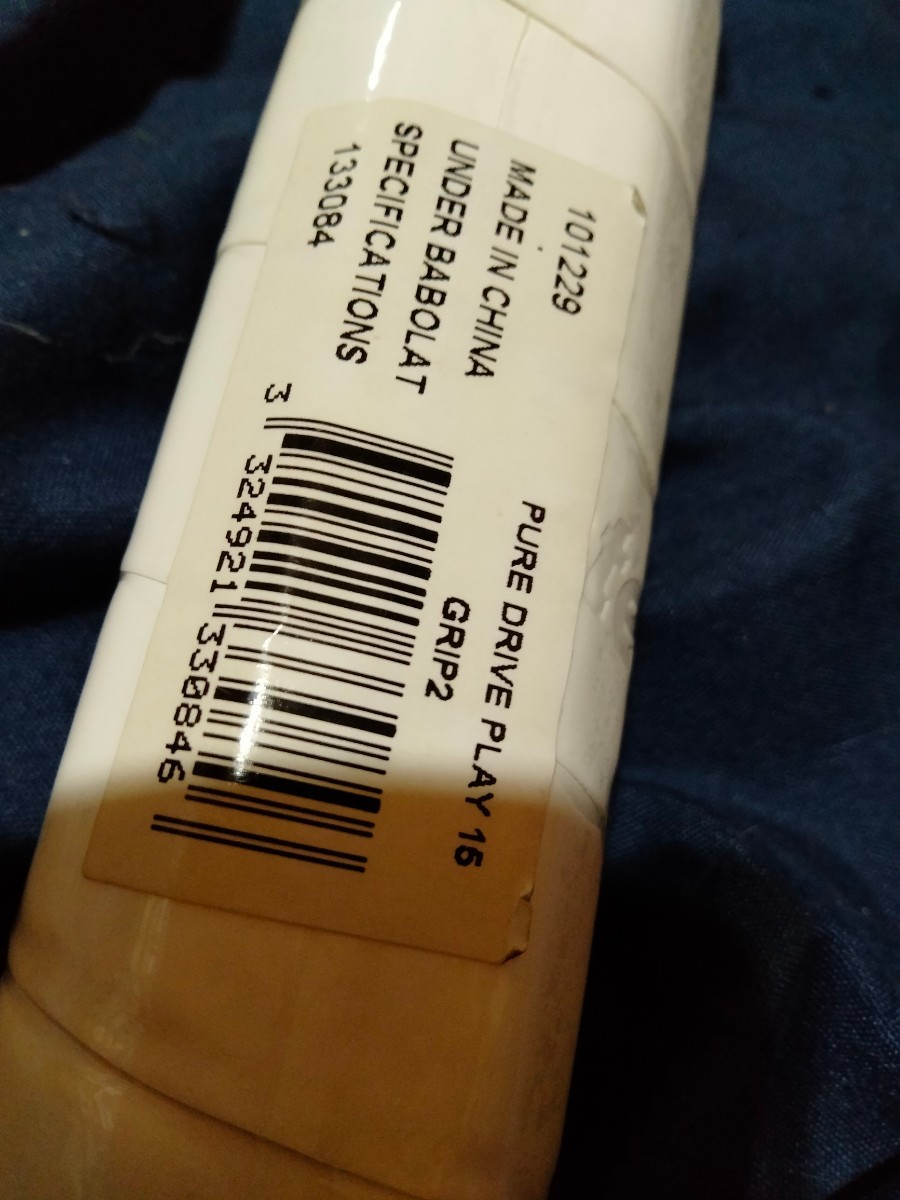 101229
MADE IN CHINA
UNDER BABOLAT
SPECIFICATIONS
133084
PURE DRIVE PLAY 15
GRIP2
3 324921 330846